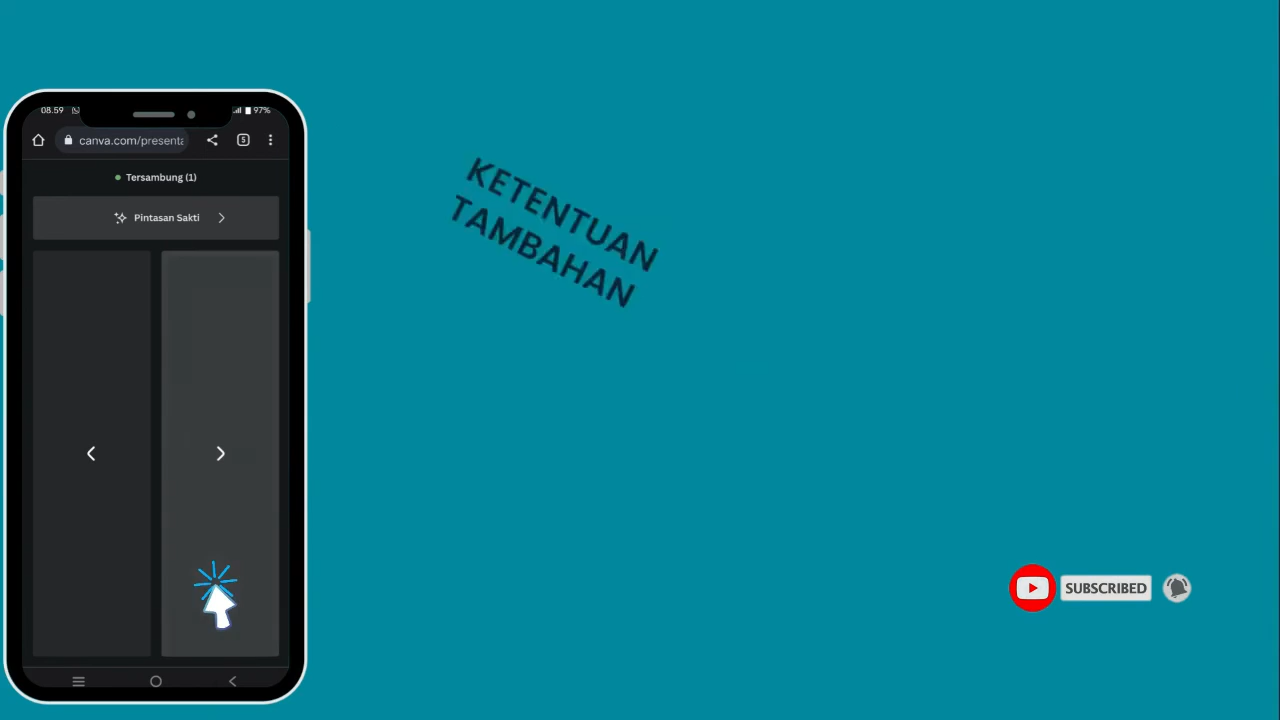 08.59
97%
canva.com/presenta
5
Tersambung (1)
Pintasan Sakti
KETENTUAN
TAMBAHAN
SUBSCRIBED